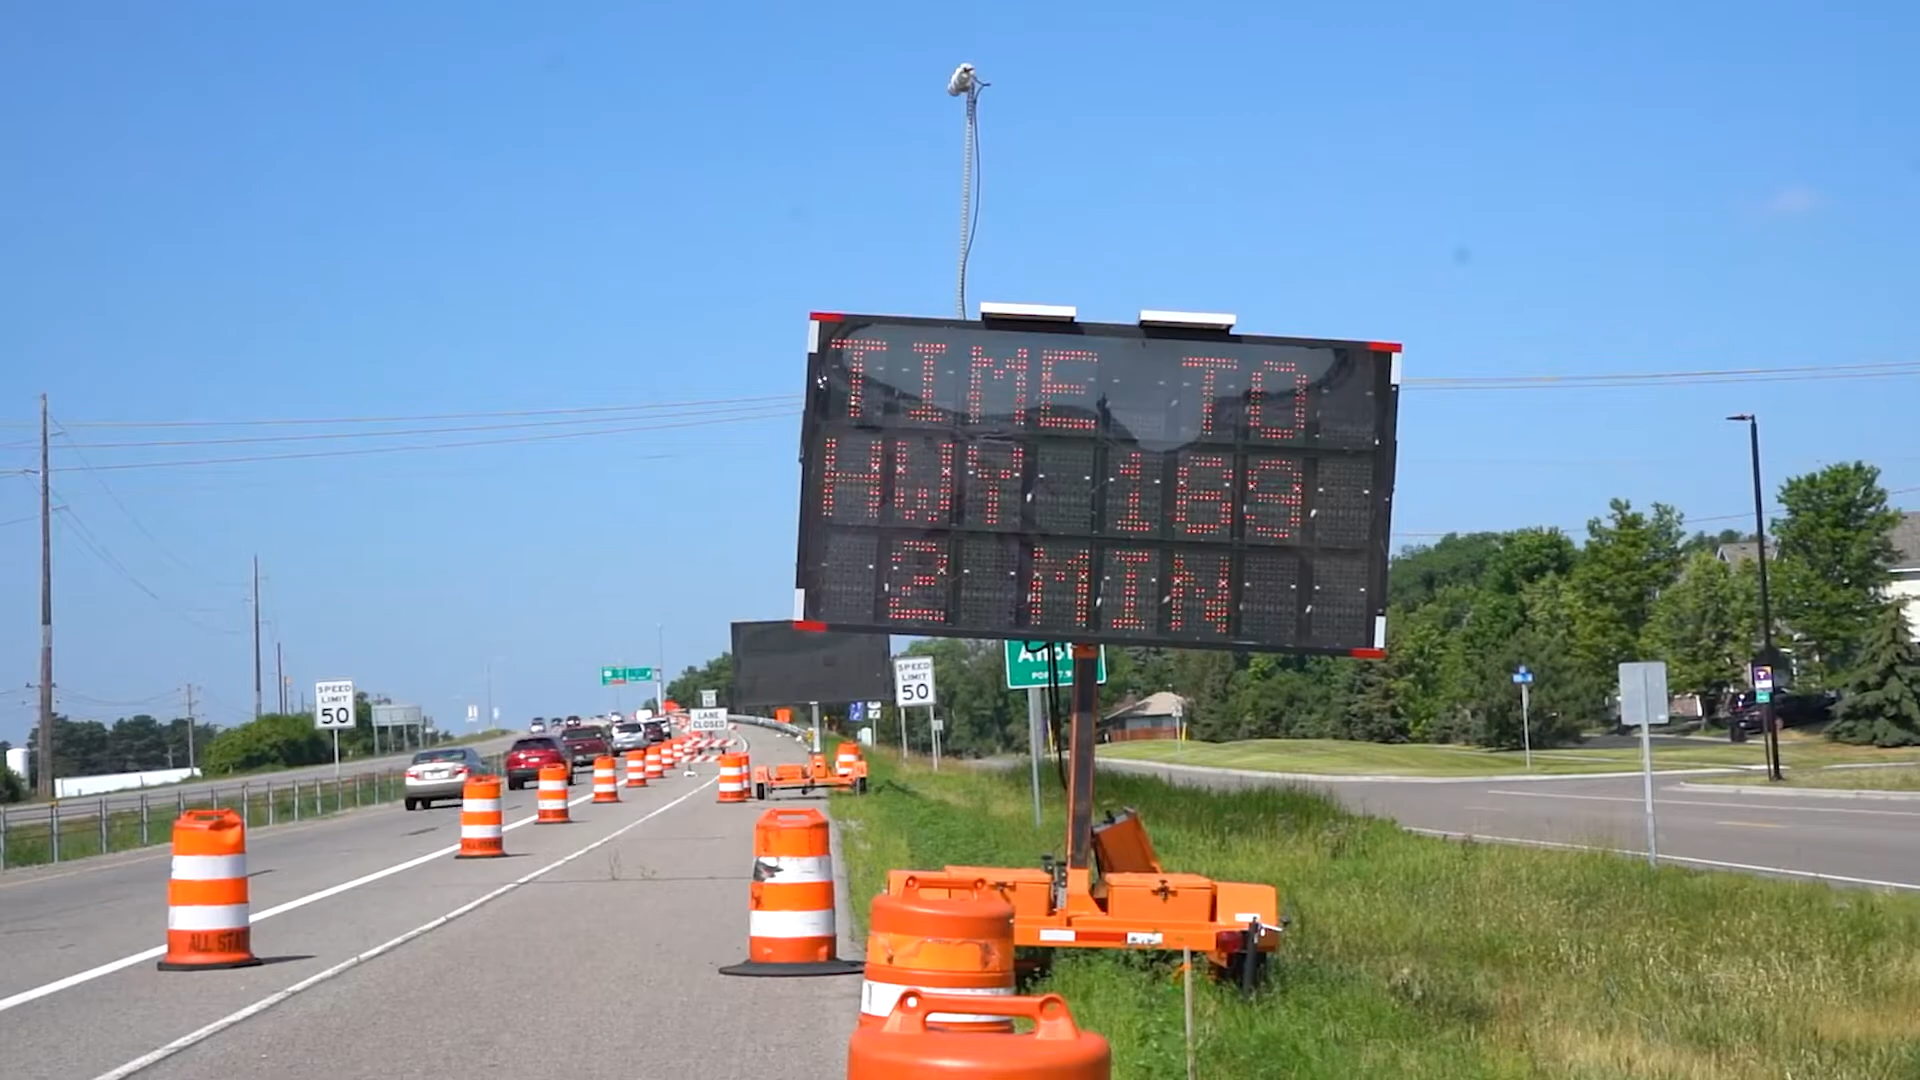 TIME TO
HWY 169
2 MIN
SPEED
LIMIT
50
SPEED
LIMIT
50
LANE
CLOSED
ALL STA